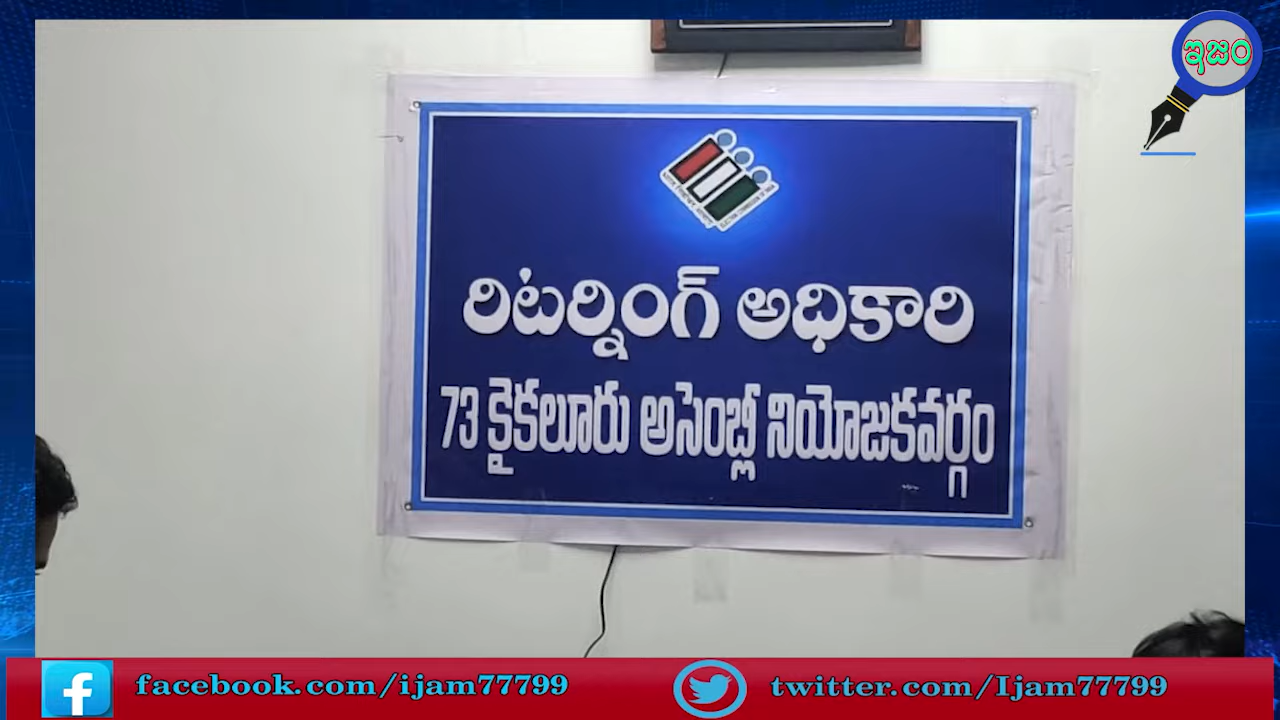 ఇజం
రిటర్నింగ్ అధికారి
73 కైకలూరు అసెంబ్లీ నియోజకవర్గం
facebook.com/ijam77799
twitter.com/Ijam77799